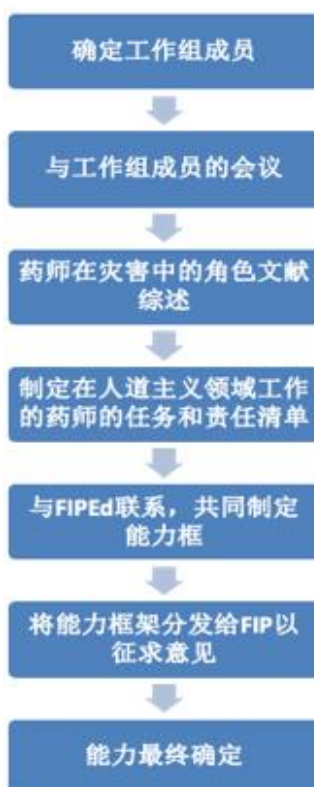 确定工作组成员
与工作组成员的会议
药师在灾害中的角色文献
综述
制定在人道主义领域工作
的药师的任务和责任清单
与FIPEd联系，共同制定
能力框
将能力框架分发给FIP以
征求意见
能力最终确定